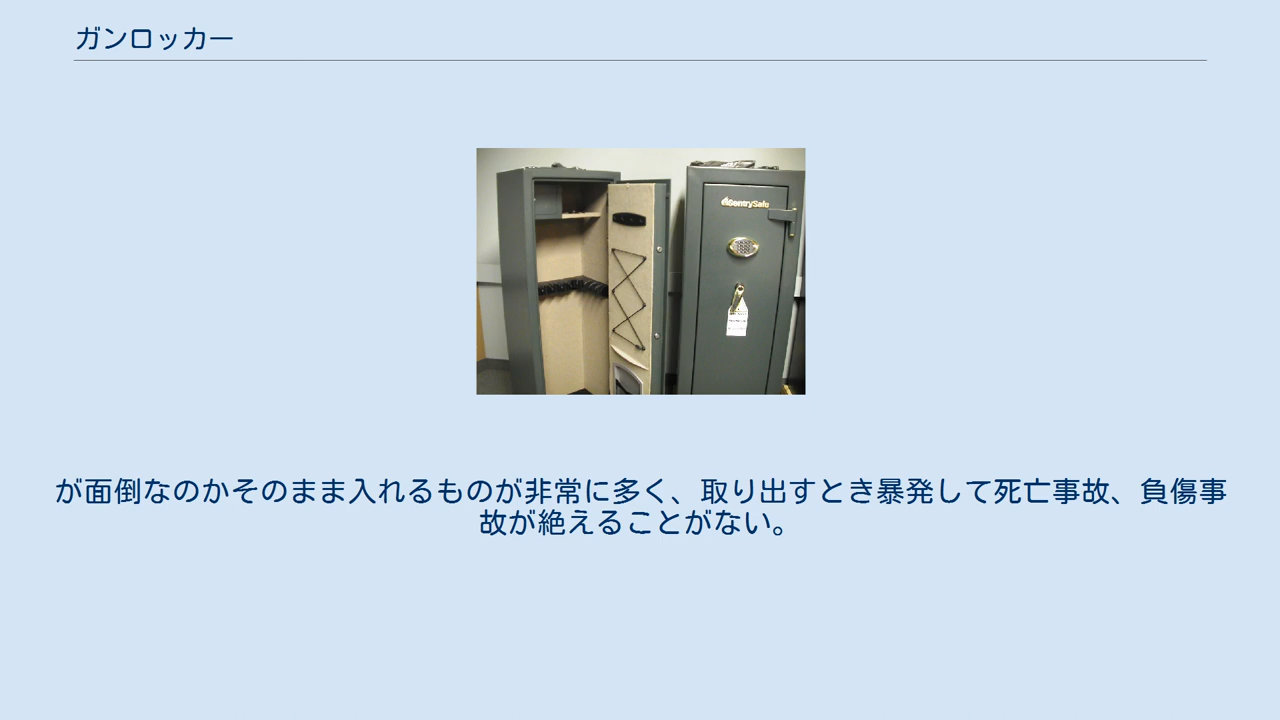 ガンロッカー
SentrySafe
が面倒なのかそのまま入れるものが非常に多く、取り出すとき暴発して死亡事故、負傷事
故が絶えることがない。